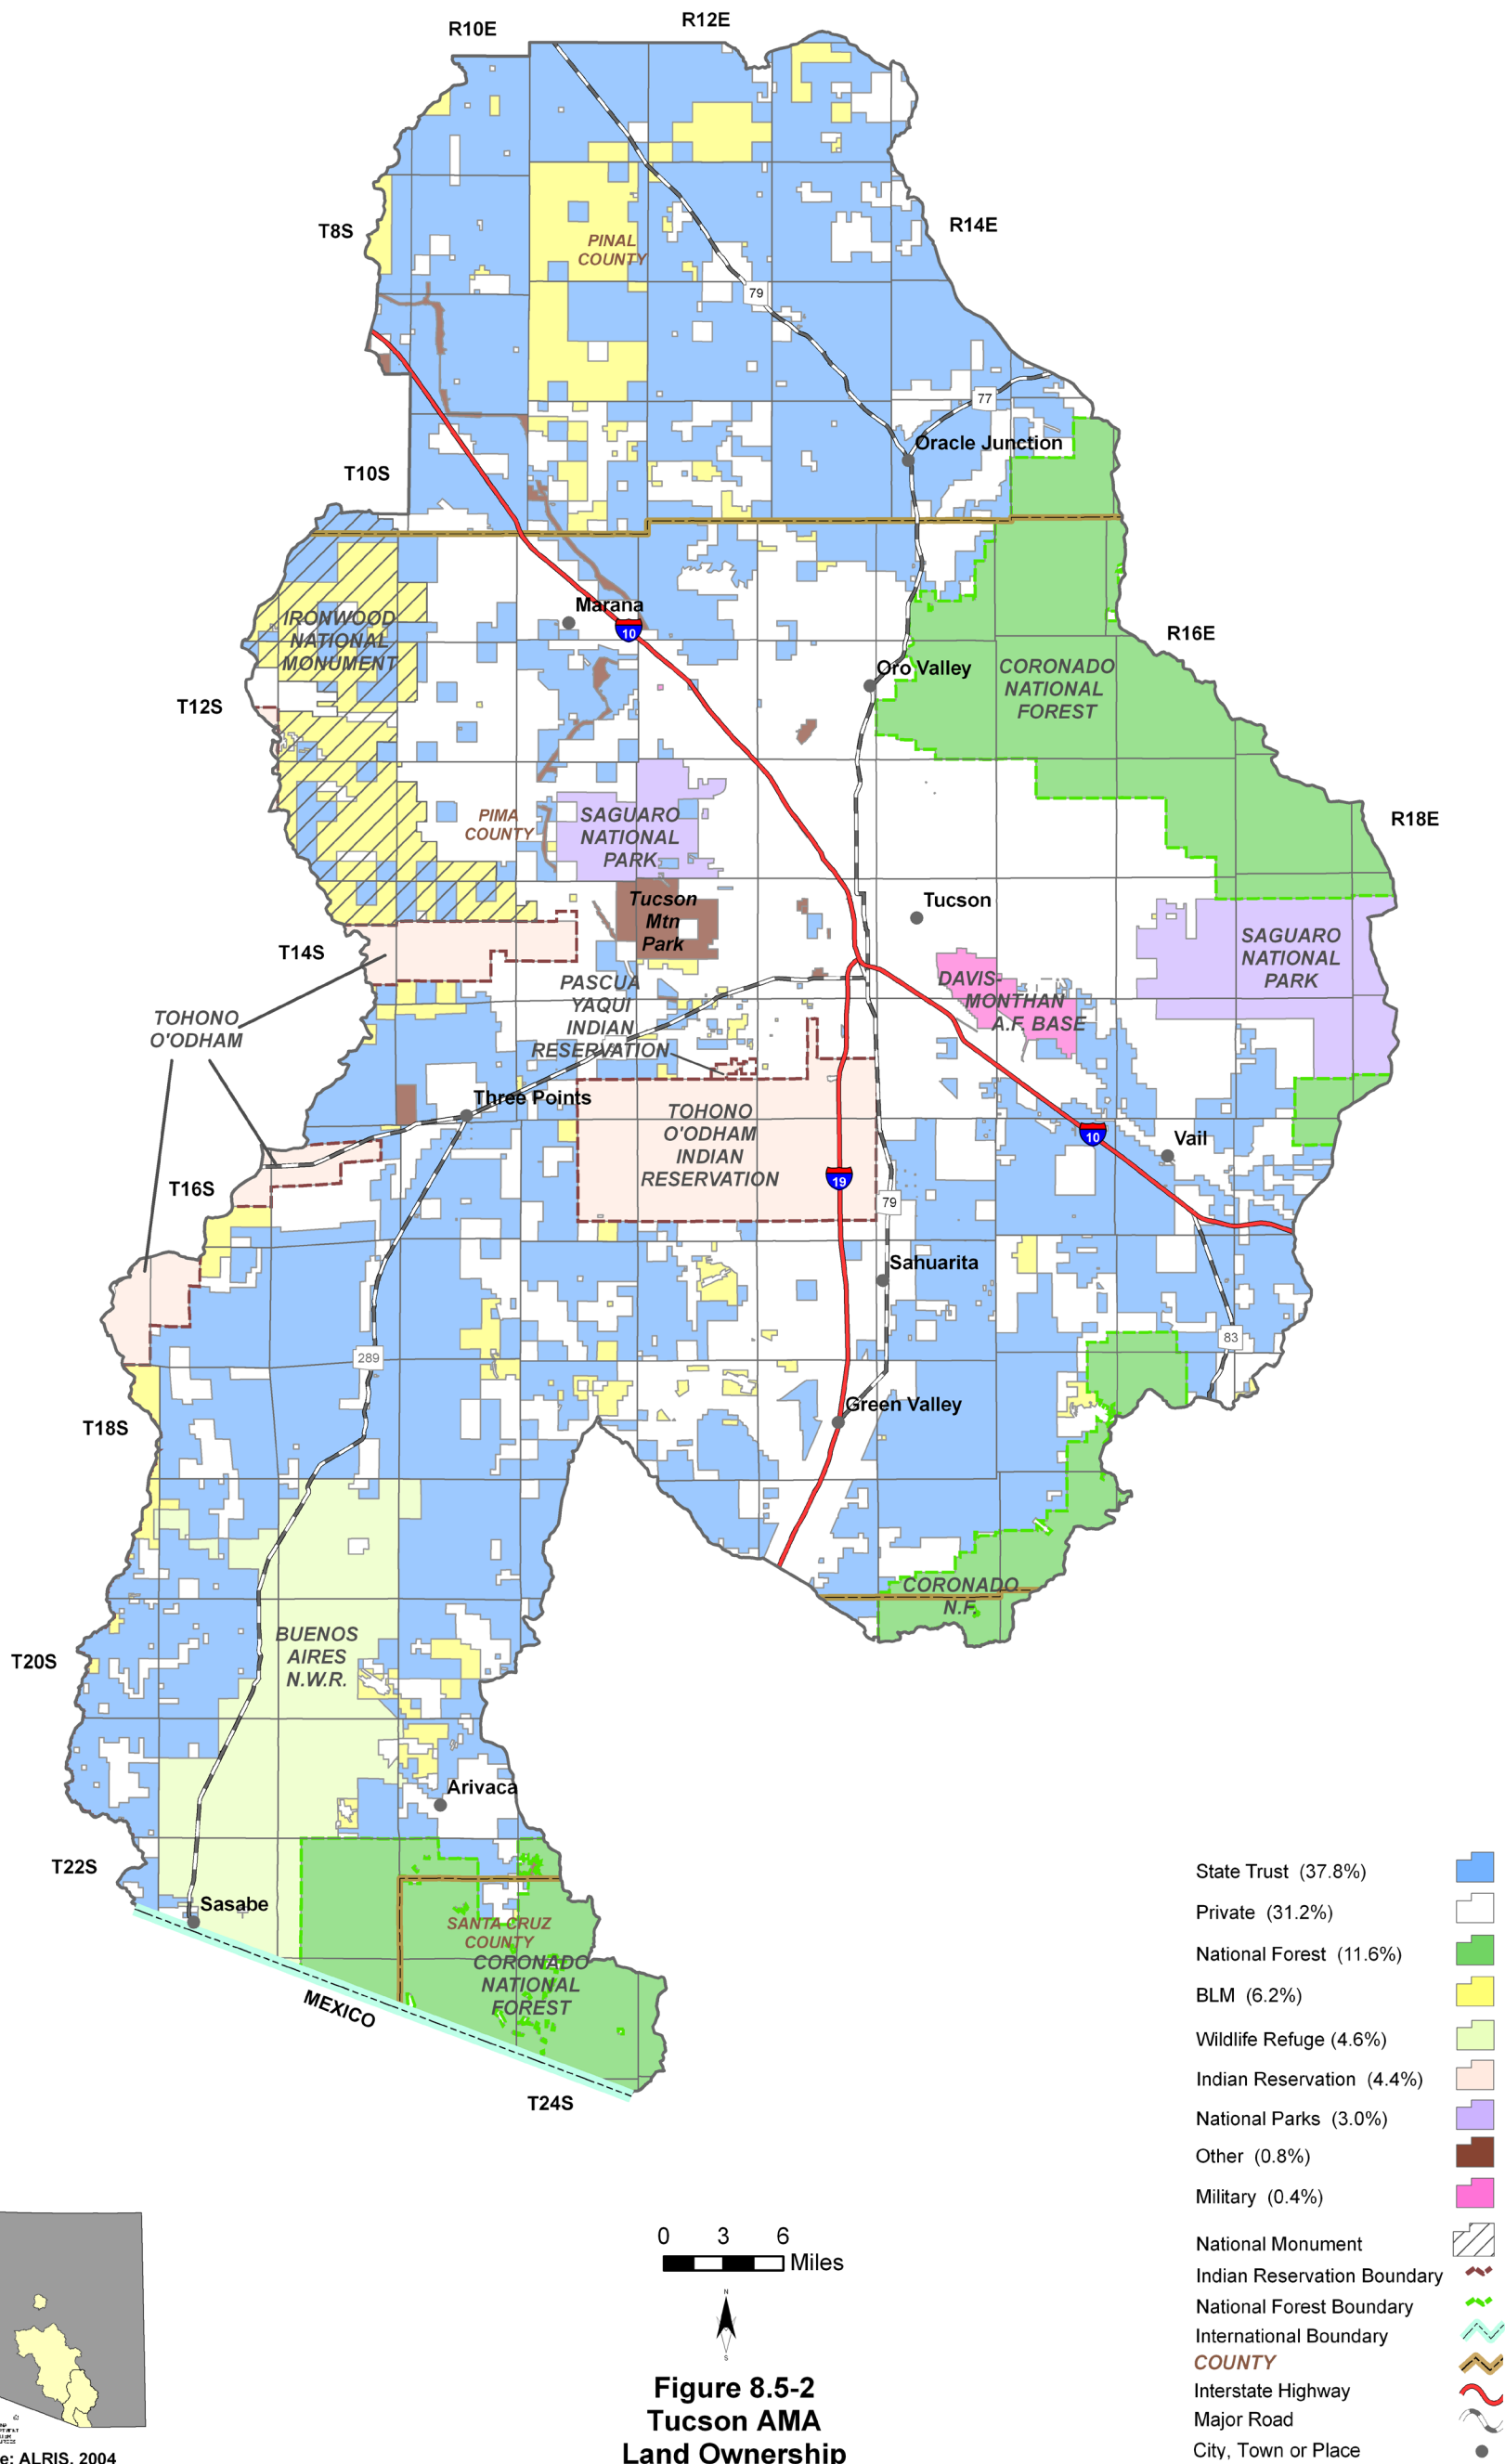 R10E
R12E
T8S
R14E
PINAL
COUNTY
79
77
Oracle Junction
T10S
Marana
10
IRONWOOD
NATIONAL
MONUMENT
R16E
Oro Valley
CORONADO
NATIONAL
FOREST
T12S
PIMA
COUNTY
SAGUARO
NATIONAL
PARK
R18E
Tucson
Mtn
Park
Tucson
T14S
SAGUARO
NATIONAL
PARK
DAVIS-
MONTHAN
A.F. BASE
PASCUA
YAQUI
INDIAN
RESERVATION
TOHONO
O'ODHAM
Three Points
TOHONO
O'ODHAM
INDIAN
RESERVATION
10
Vail
19
T16S
79
Sahuarita
83
289
Green Valley
T18S
CORONADO
N.F.
BUENOS
AIRES
N.W.R.
T20S
Arivaca
T22S
Sasabe
SANTA CRUZ
COUNTY
CORONADO
NATIONAL
FOREST
MEXICO
T24S
State Trust (37.8%)
Private (31.2%)
National Forest (11.6%)
BLM (6.2%)
Wildlife Refuge (4.6%)
Indian Reservation (4.4%)
National Parks (3.0%)
Other (0.8%)
Military (0.4%)
National Monument
Indian Reservation Boundary
National Forest Boundary
International Boundary
COUNTY
Interstate Highway
Major Road
City, Town or Place
0 3 6
Miles
N
S
Figure 8.5-2
Tucson AMA
Land Ownership
e: ALRIS, 2004